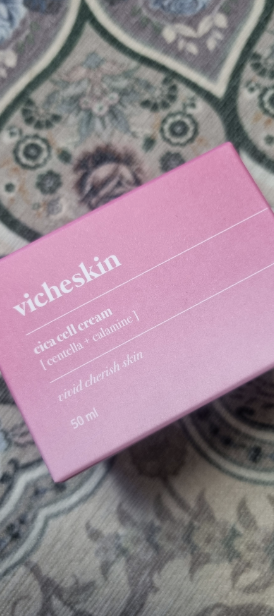 vicheskin
cica cell cream
[ centella + calamine ]
vivid cherish skin
50 ml